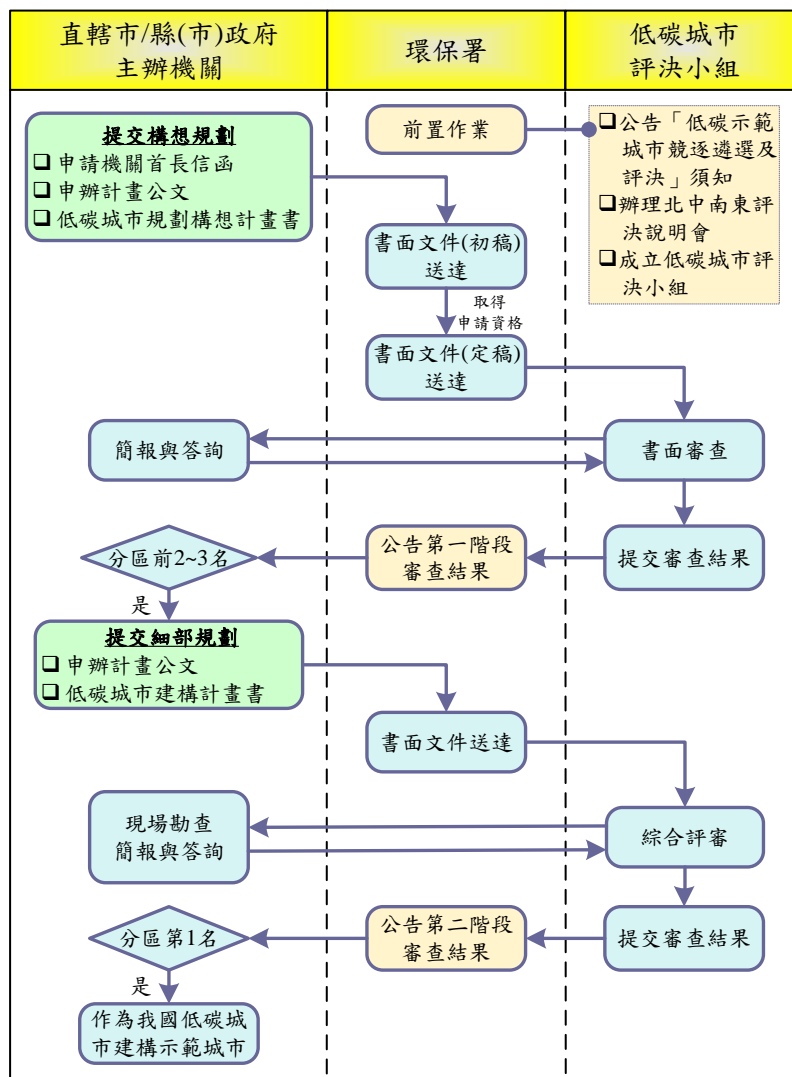 直轄市/縣(市)政府
主辦機關
環保署
低碳城市
評決小組
提交構想規劃
❑申請機關首長信函
❑申辦計畫公文
❑低碳城市規劃構想計畫書
前置作業
❑公告「低碳示範
城市競逐遴選及
評決」須知
❑辦理北中南東評
決說明會
❑成立低碳城市評
決小組
書面文件(初稿)
送達
取得
申請資格
書面文件(定稿)
送達
簡報與答詢
書面審查
分區前2~3名
公告第一階段
審查結果
提交審查結果
是
提交細部規劃
❑申辦計畫公文
❑低碳城市建構計畫書
書面文件送達
現場勘查
簡報與答詢
綜合評審
分區第1名
公告第二階段
審查結果
提交審查結果
是
作為我國低碳城
市建構示範城市